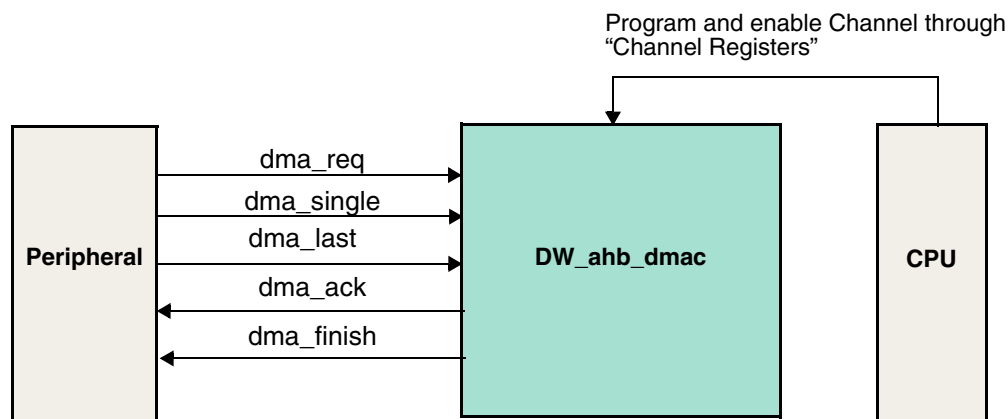 Program and enable Channel through
“Channel Registers”
dma_req
dma_single
dma_last
dma_ack
dma_finish
Peripheral
DW_ahb_dmac
CPU